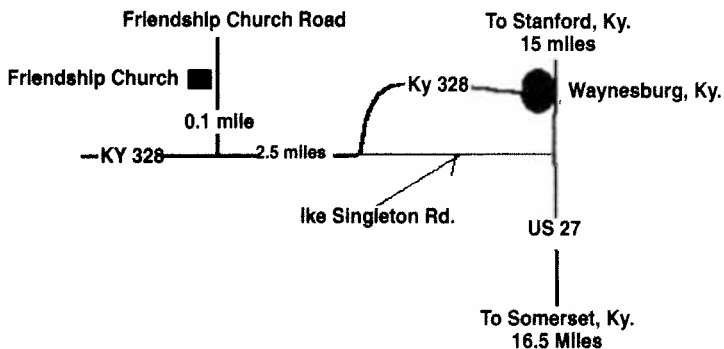 Friendship Church Road
To Stanford, Ky.
15 miles
Friendship Church
Ky 328
Waynesburg, Ky.
0.1 mile
KY 328
2.5 miles
Ike Singleton Rd.
US 27
To Somerset, Ky.
16.5 Miles